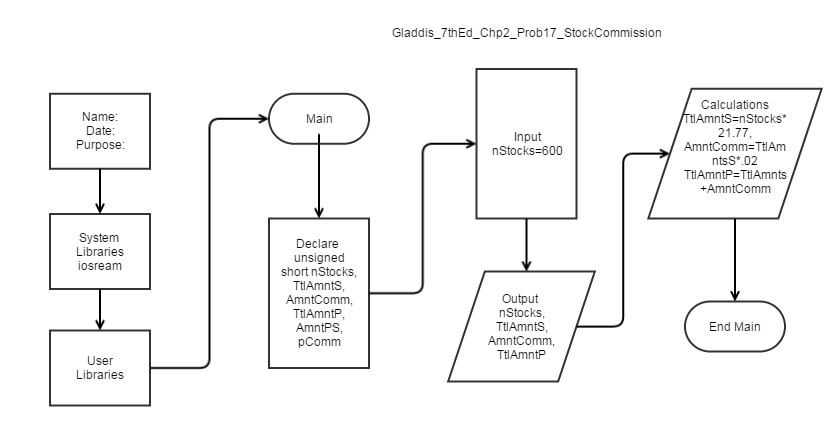 Gladdis_7thEd_Chp2_Prob17_StockCommission
Name:
Date:
Purpose:
System
Libraries
iosream
User
Libraries
Main
Declare
unsigned
short nStocks,
TtlAmntS,
AmntComm,
TtlAmntP,
AmntPS,
pComm
Input
nStocks=600
Output
nStocks,
TtlAmntS,
AmntComm,
TtlAmntP
Calculations
TtlAmntS=nStocks*
21.77,
AmntComm=TtlAm
ntsS*.02
TtlAmntP=TtlAmnts
+AmntComm
End Main